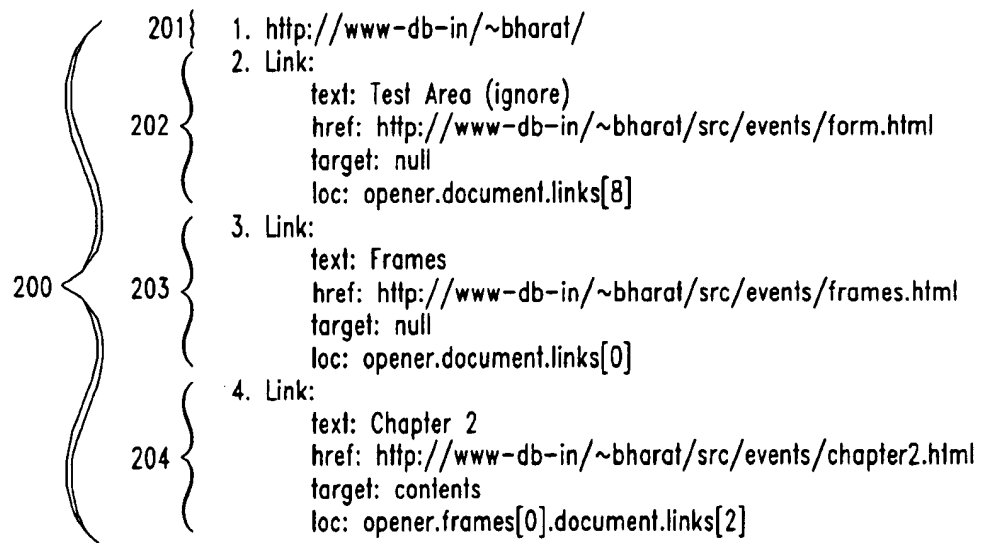 201 1. http://www-db-in/~bharat/
2. Link:
text: Test Area (ignore)
202 href: http://www-db-in/~bharat/src/events/form.html
target: null
loc: opener.document.links[8]
3. Link:
text: Frames
200 203 href: http://www-db-in/~bharat/src/events/frames.html
target: null
loc: opener.document.links[0]
4. Link:
text: Chapter 2
204 href: http://www-db-in/~bharat/src/events/chapter2.html
target: contents
loc: opener.frames[0].document.links[2]